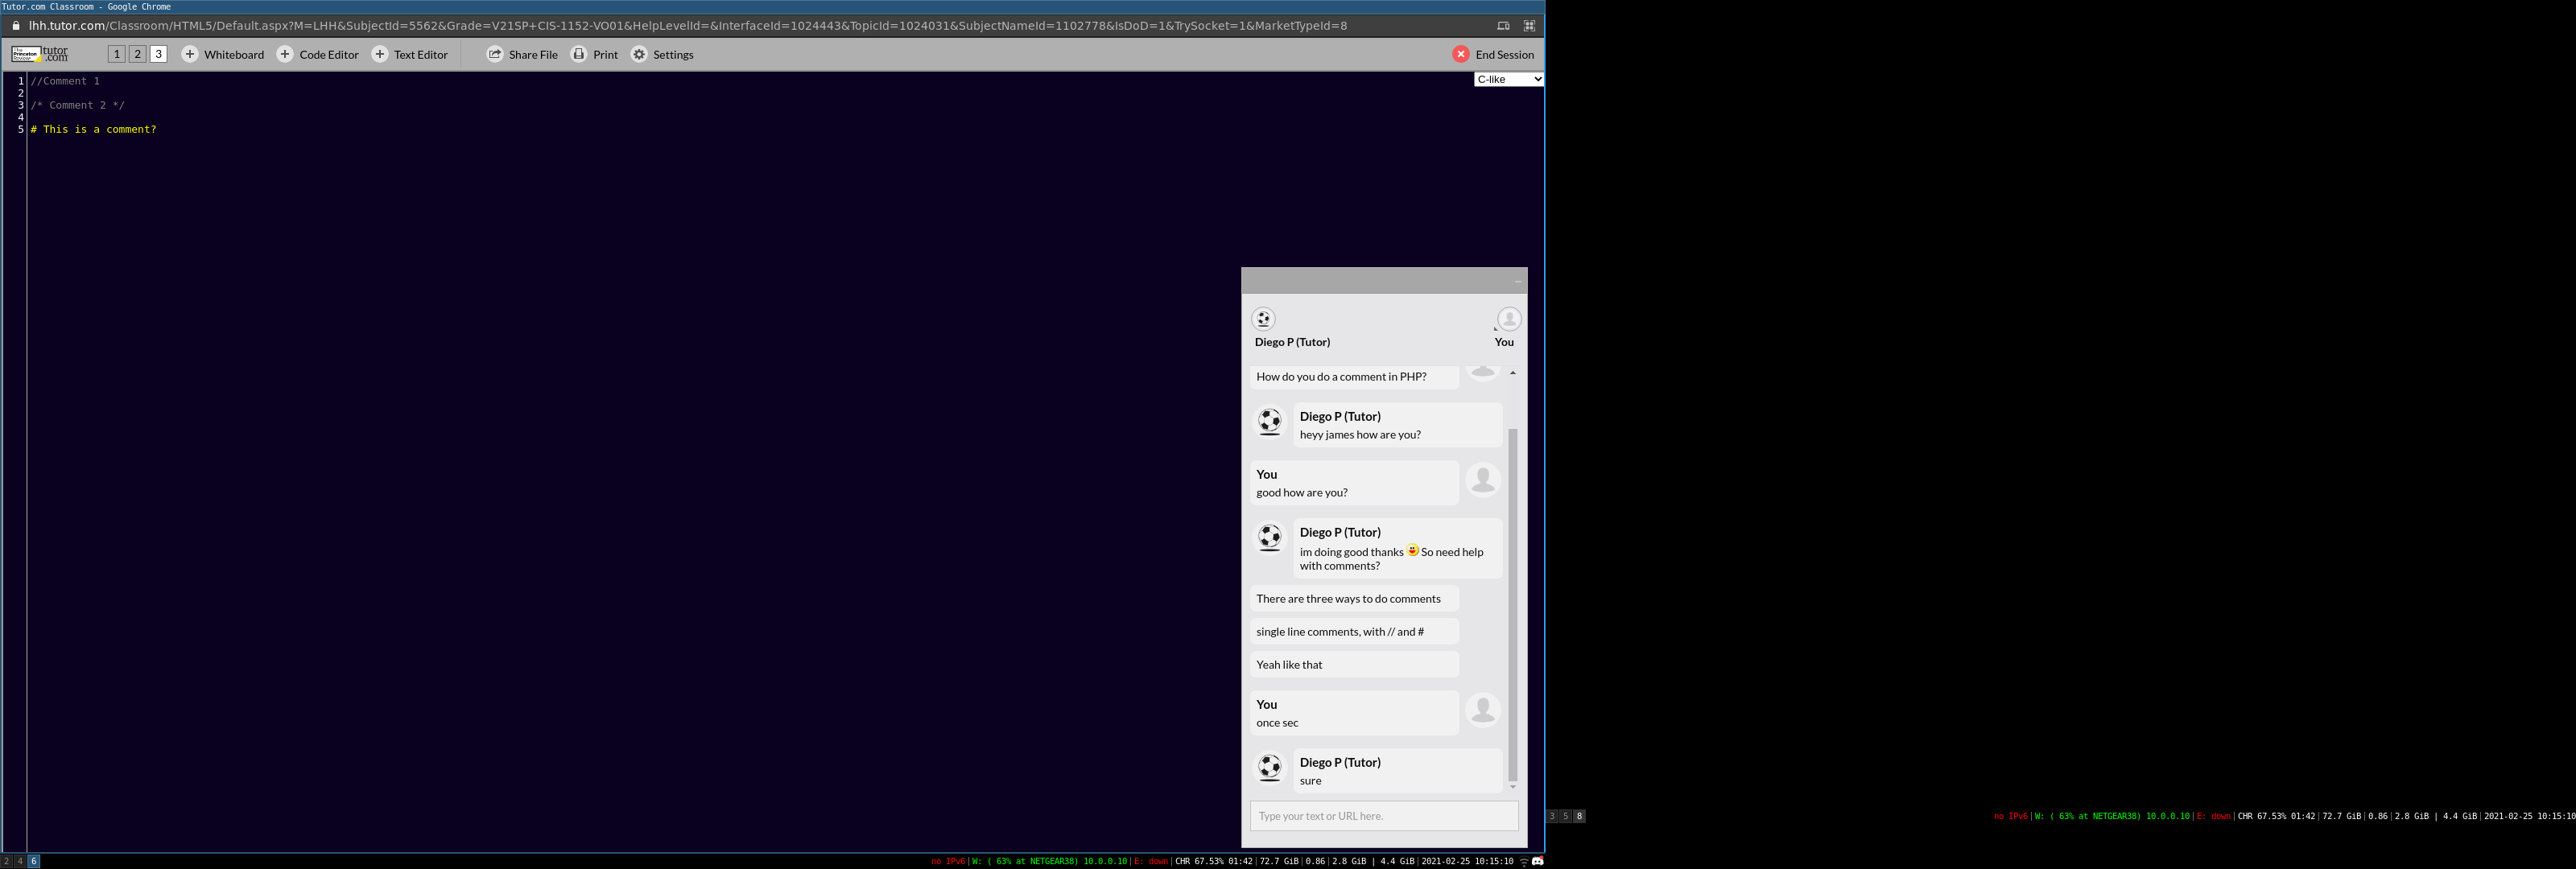 Tutor.com Classroom - Google Chrome
lhh.tutor.com/Classroom/HTML5/Default.aspx?M=LHH&SubjectId=5562&Grade=V21SP+CIS-1152-VO01&HelpLevelId=&InterfaceId=1024443&TopicId=1024031&SubjectNameId=1102778&IsDoD=1&TrySocket=1&MarketTypeId=8
The Princeton Review tutor.com 1 2 3 + Whiteboard + Code Editor + Text Editor Share File Print Settings End Session
C-like
1 //Comment 1
2
3 /* Comment 2 */
4
5 # This is a comment?
Diego P (Tutor) You
How do you do a comment in PHP?
Diego P (Tutor)
heyy james how are you?
You
good how are you?
Diego P (Tutor)
im doing good thanks So need help
with comments?
There are three ways to do comments
single line comments, with // and #
Yeah like that
You
once sec
Diego P (Tutor)
sure
Type your text or URL here.
3 5 8 no IPv6|W: ( 63% at NETGEAR38) 10.0.0.10|E: down|CHR 67.53% 01:42|72.7 GiB|0.86|2.8 GiB | 4.4 GiB|2021-02-25 10:15:10
2 4 6 no IPv6|W: ( 63% at NETGEAR38) 10.0.0.10|E: down|CHR 67.53% 01:42|72.7 GiB|0.86|2.8 GiB | 4.4 GiB|2021-02-25 10:15:10